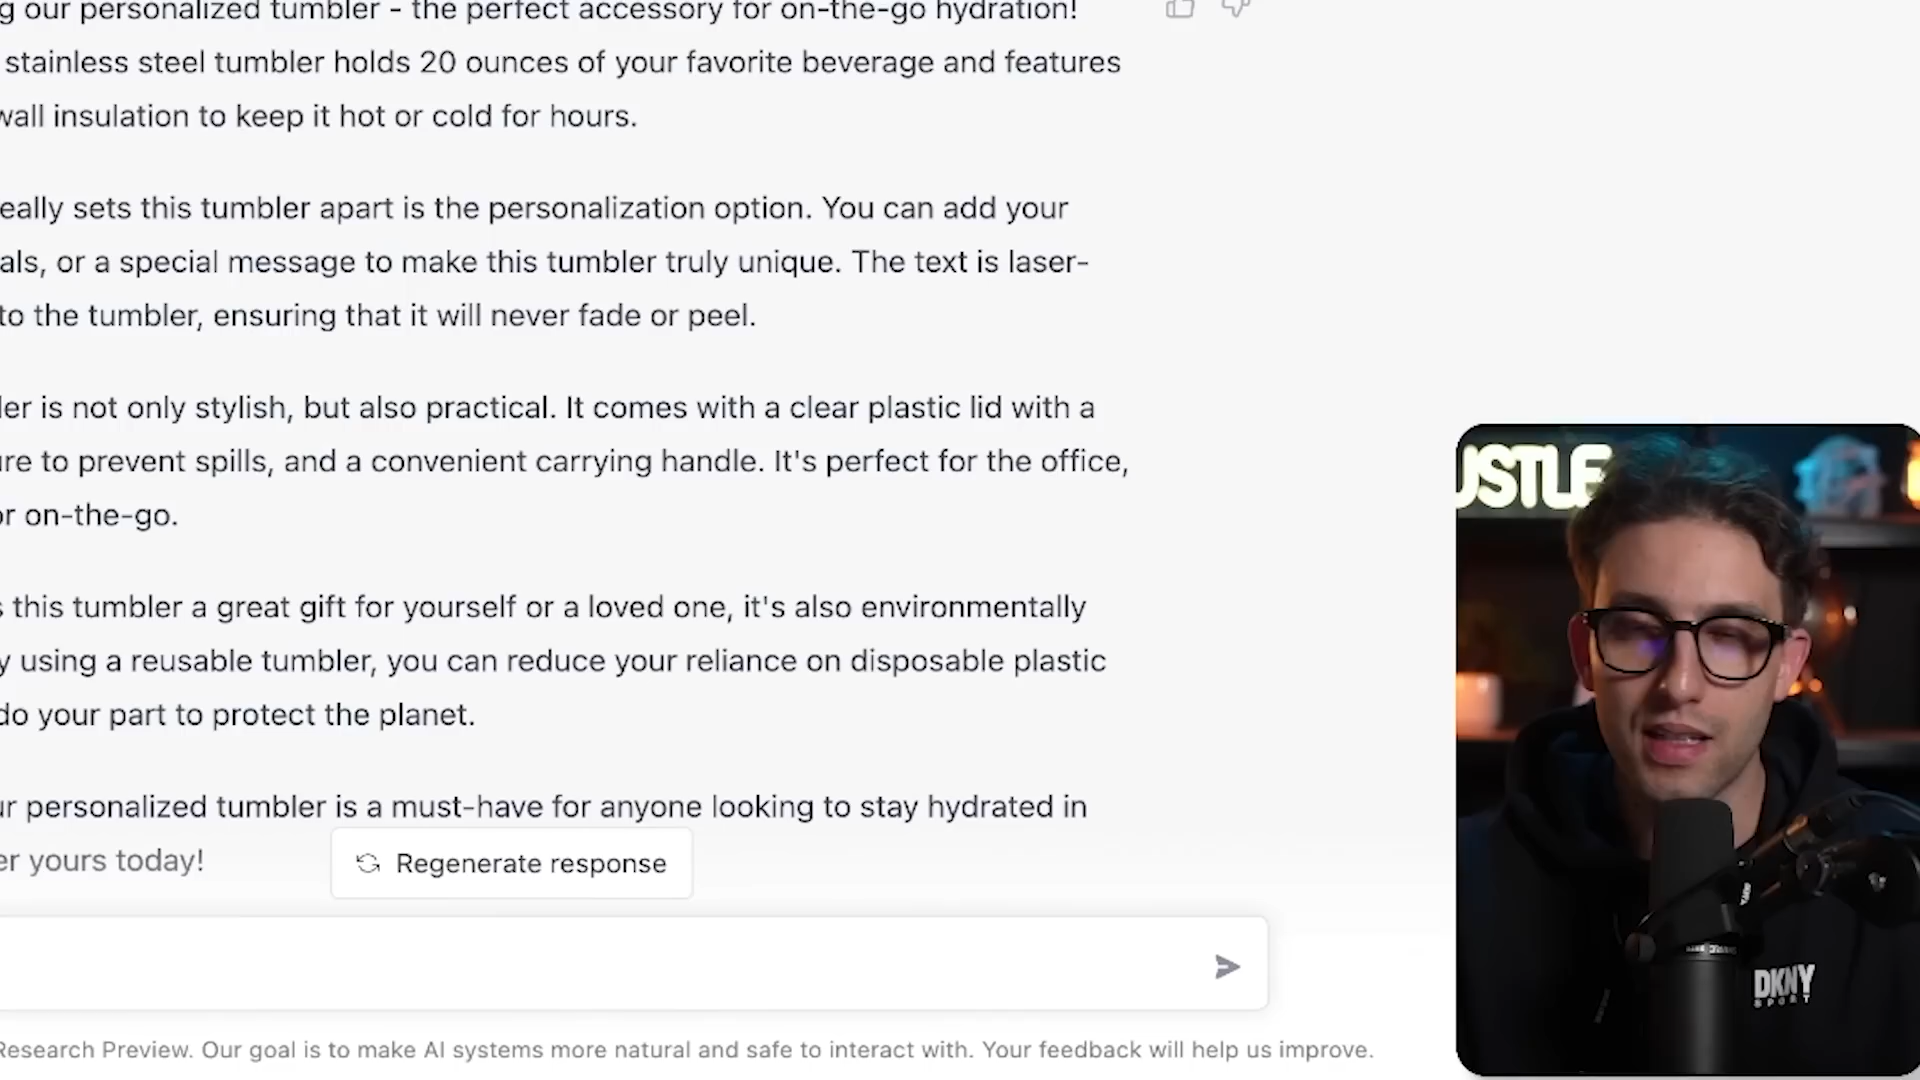 g our personalized tumbler - the perfect accessory for on-the-go hydration!
stainless steel tumbler holds 20 ounces of your favorite beverage and features
wall insulation to keep it hot or cold for hours.
eally sets this tumbler apart is the personalization option. You can add your
als, or a special message to make this tumbler truly unique. The text is laser-
to the tumbler, ensuring that it will never fade or peel.
ler is not only stylish, but also practical. It comes with a clear plastic lid with a
ure to prevent spills, and a convenient carrying handle. It's perfect for the office,
or on-the-go.
s this tumbler a great gift for yourself or a loved one, it's also environmentally
y using a reusable tumbler, you can reduce your reliance on disposable plastic
do your part to protect the planet.
ur personalized tumbler is a must-have for anyone looking to stay hydrated in
er yours today!
Regenerate response
Research Preview. Our goal is to make AI systems more natural and safe to interact with. Your feedback will help us improve.
USTLE
DKNY
SPORT